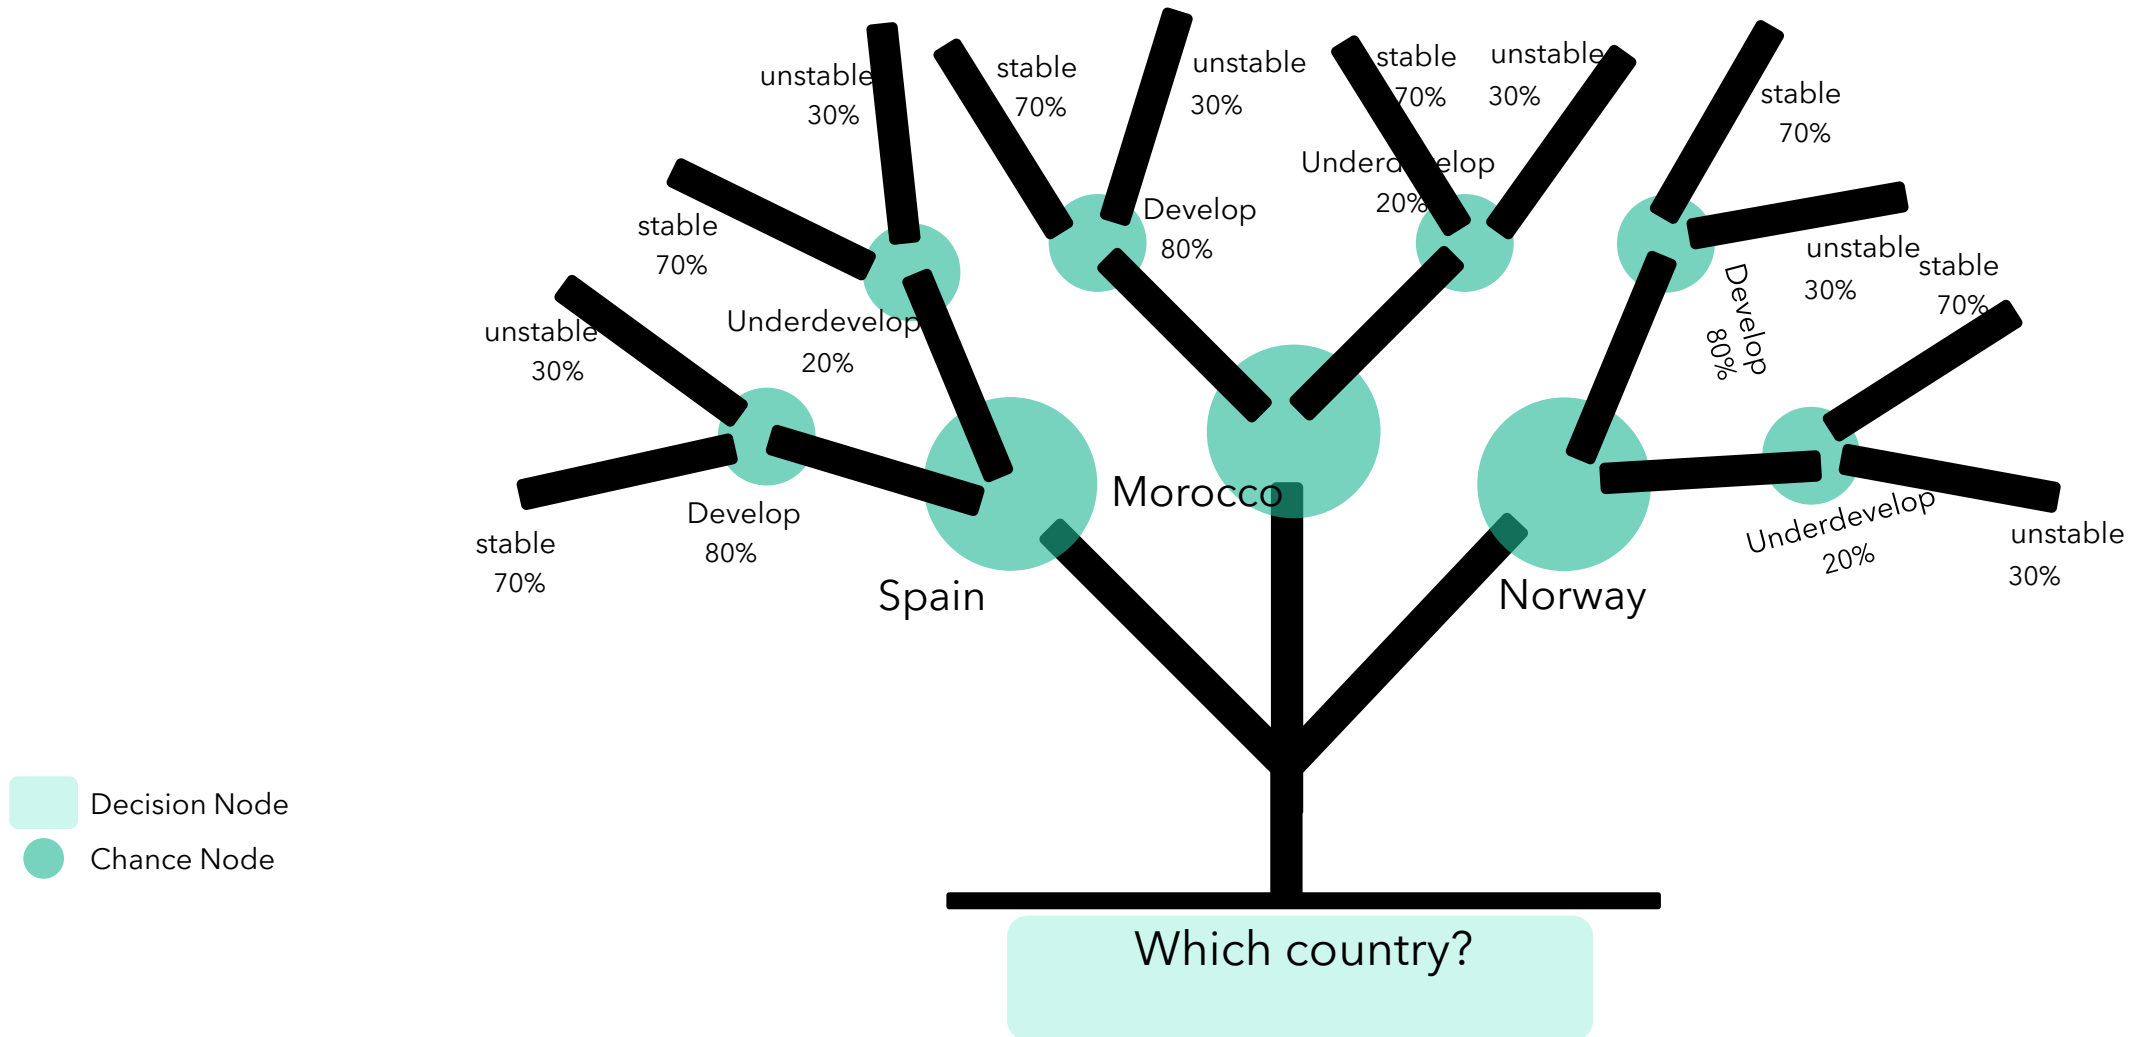 unstable
30%
stable
70%
unstable
30%
stable
70%
unstable
30%
stable
70%
Underdevelop
20%
Develop
80%
stable
70%
unstable
30%
stable
70%
Underdevelop
20%
unstable
30%
Develop
80%
stable
70%
Develop
80%
Morocco
Underdevelop
20%
unstable
30%
stable
70%
Spain
Norway
Decision Node
Chance Node
Which country?